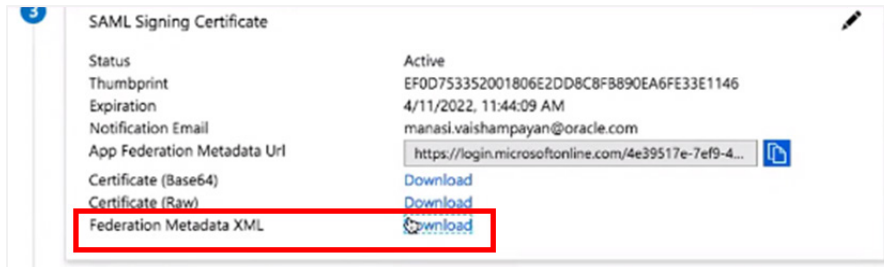 3
SAML Signing Certificate
Status Active
Thumbprint EF0D753352001806E2DD8C8FB890EA6FE33E1146
Expiration 4/11/2022, 11:44:09 AM
Notification Email manasi.vaishampayan@oracle.com
App Federation Metadata Url https://login.microsoftonline.com/4e39517e-7ef9-4...
Certificate (Base64) Download
Certificate (Raw) Download
Federation Metadata XML Download